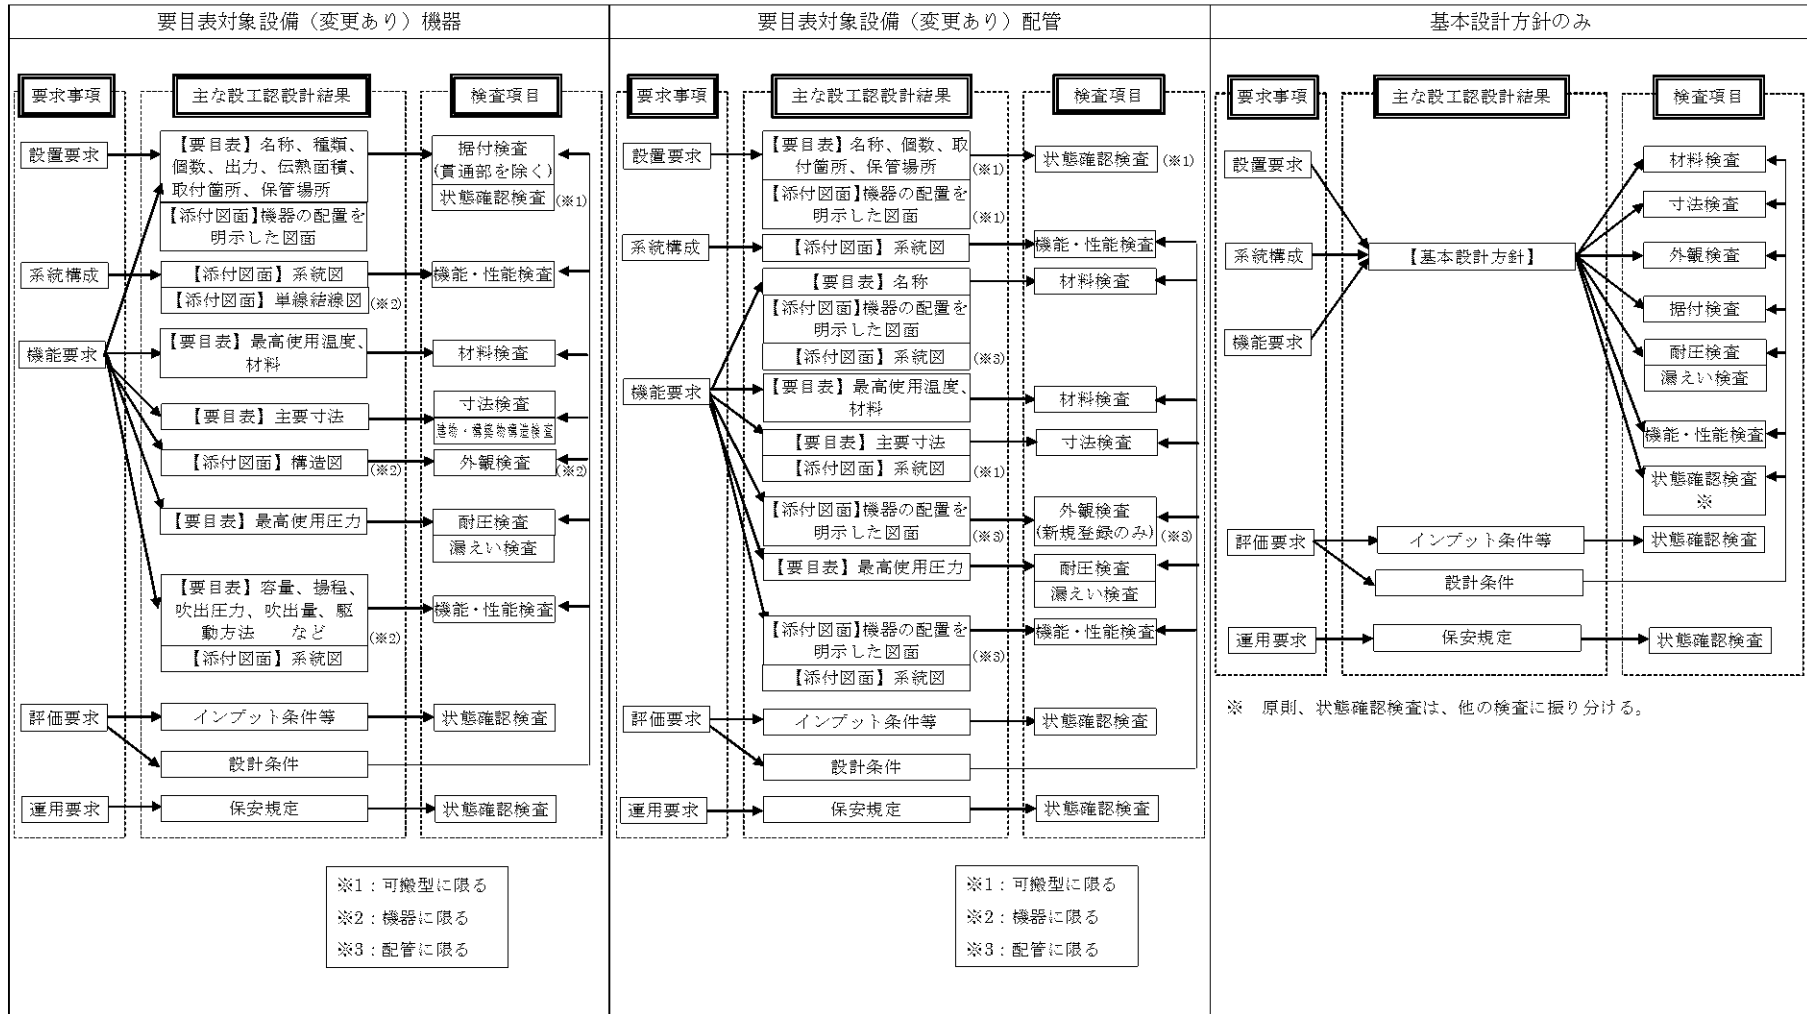 要目表対象設備（変更あり）機器
要求事項
主な設工認設計結果
検査項目
設置要求
【要目表】名称、種類、
個数、出力、伝熱面積、
取付箇所、保管場所
【添付図面】機器の配置を
明示した図面
据付検査
(貫通部を除く)
状態確認検査
(※1)
系統構成
【添付図面】系統図
【添付図面】単線結線図
(※2)
機能・性能検査
機能要求
【要目表】最高使用温度、
材料
材料検査
【要目表】主要寸法
寸法検査
建物・構築物構造検査
【添付図面】構造図
(※2)
外観検査
(※2)
【要目表】最高使用圧力
耐圧検査
漏えい検査
【要目表】容量、揚程、
吹出圧力、吹出量、駆
動方法　など
(※2)
【添付図面】系統図
機能・性能検査
評価要求
インプット条件等
状態確認検査
設計条件
運用要求
保安規定
状態確認検査
※1：可搬型に限る
※2：機器に限る
※3：配管に限る
要目表対象設備（変更あり）配管
要求事項
主な設工認設計結果
検査項目
設置要求
【要目表】名称、個数、取
付箇所、保管場所
(※1)
【添付図面】機器の配置を
明示した図面
(※1)
状態確認検査
(※1)
系統構成
【添付図面】系統図
機能・性能検査
機能要求
【要目表】名称
【添付図面】機器の配置を
明示した図面
【添付図面】系統図
(※3)
材料検査
【要目表】最高使用温度、
材料
材料検査
【要目表】主要寸法
【添付図面】系統図
(※1)
寸法検査
【添付図面】機器の配置を
明示した図面
(※3)
外観検査
(新規登録のみ)
(※3)
【要目表】最高使用圧力
耐圧検査
漏えい検査
【添付図面】機器の配置を
明示した図面
(※3)
【添付図面】系統図
機能・性能検査
評価要求
インプット条件等
状態確認検査
設計条件
運用要求
保安規定
状態確認検査
※1：可搬型に限る
※2：機器に限る
※3：配管に限る
基本設計方針のみ
要求事項
主な設工認設計結果
検査項目
設置要求
系統構成
機能要求
【基本設計方針】
材料検査
寸法検査
外観検査
据付検査
耐圧検査
漏えい検査
機能・性能検査
状態確認検査
※
評価要求
インプット条件等
状態確認検査
設計条件
運用要求
保安規定
状態確認検査
※　原則、状態確認検査は、他の検査に振り分ける。